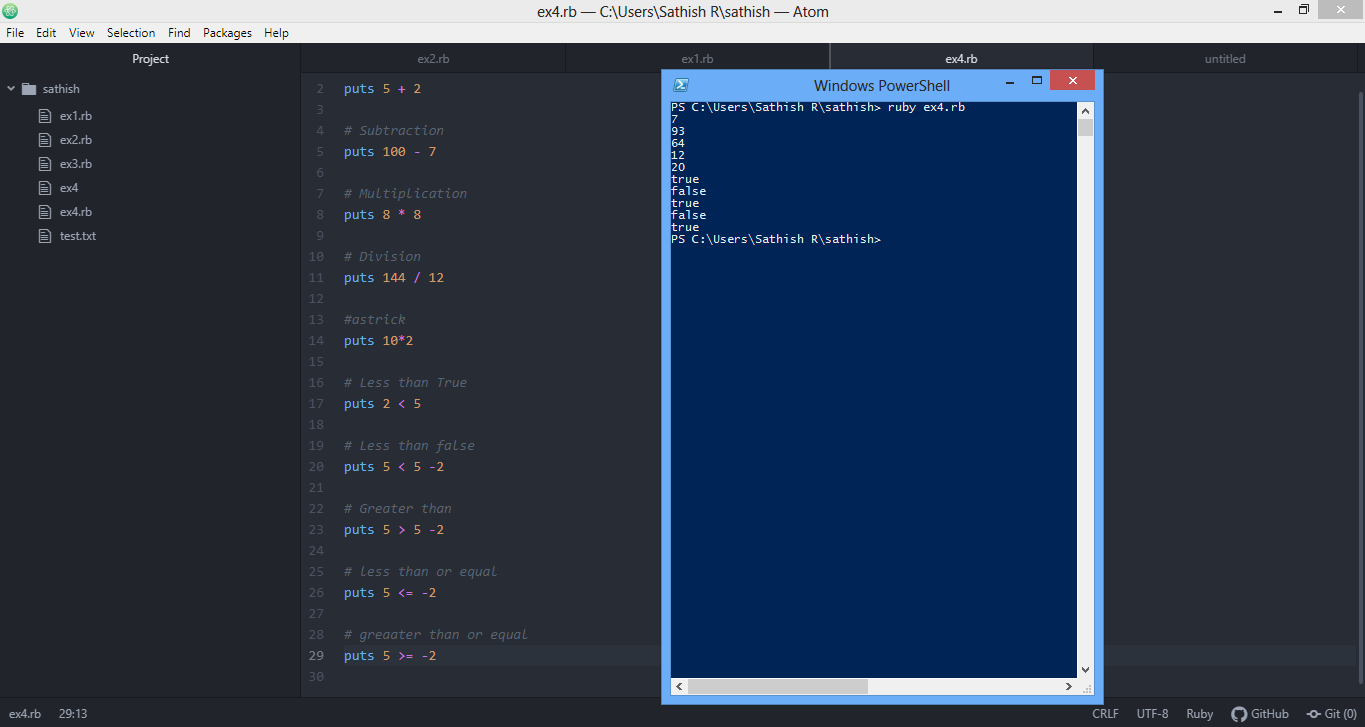 ex4.rb — C:\Users\Sathish R\sathish — Atom
File Edit View Selection Find Packages Help
Project
ex2.rb
ex1.rb
ex4.rb
untitled
sathish
ex1.rb
ex2.rb
ex3.rb
ex4
ex4.rb
test.txt
2 puts 5 + 2
3
4 # Subtraction
5 puts 100 - 7
6
7 # Multiplication
8 puts 8 * 8
9
10 # Division
11 puts 144 / 12
12
13 #astrick
14 puts 10*2
15
16 # Less than True
17 puts 2 < 5
18
19 # Less than false
20 puts 5 < 5 -2
21
22 # Greater than
23 puts 5 > 5 -2
24
25 # less than or equal
26 puts 5 <= -2
27
28 # greaater than or equal
29 puts 5 >= -2
30
Windows PowerShell
PS C:\Users\Sathish R\sathish> ruby ex4.rb
7
93
64
12
20
true
false
true
false
true
PS C:\Users\Sathish R\sathish>
ex4.rb 29:13
CRLF UTF-8 Ruby GitHub Git (0)